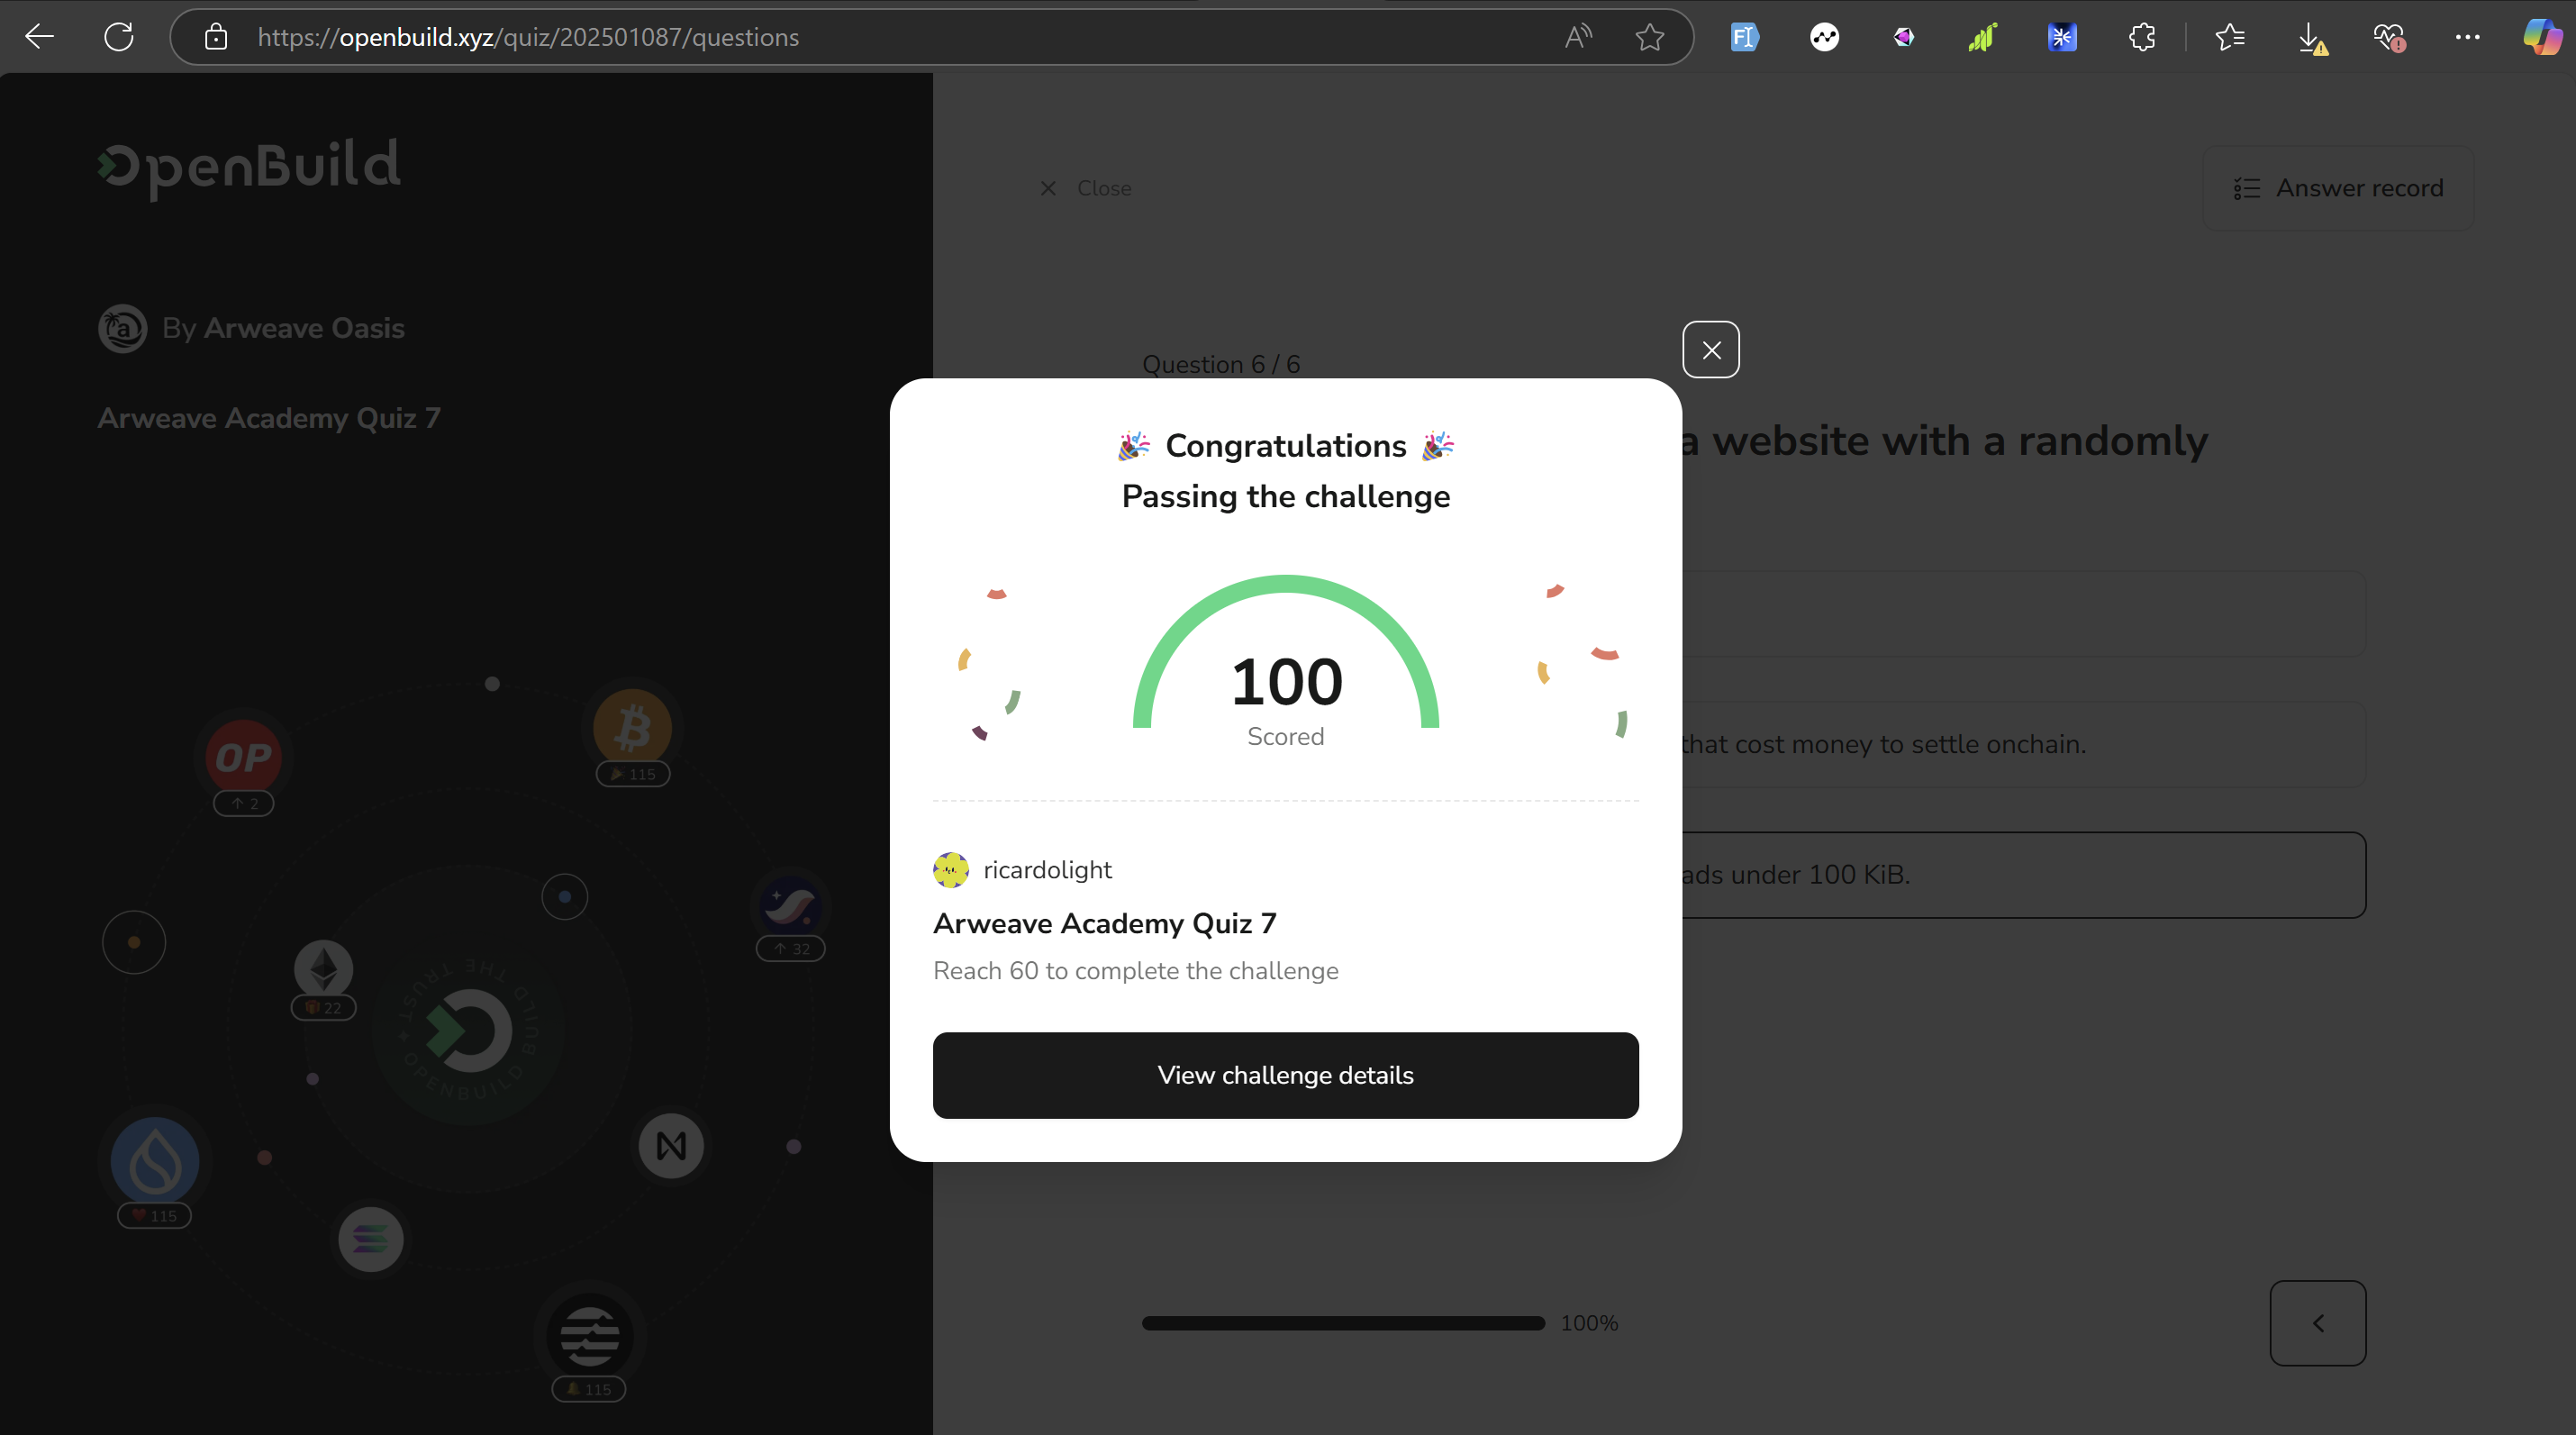 https://openbuild.xyz/quiz/202501087/questions
OpenBuild
By Arweave Oasis
Arweave Academy Quiz 7
OP
↑ 2
115
↑ 32
22
BUILD THE TRUST ✦ OPENBUILD
115
115
Close
Answer record
Question 6 / 6
a website with a randomly
that cost money to settle onchain.
ads under 100 KiB.
100%
🎉 Congratulations 🎉
Passing the challenge
100
Scored
ricardolight
Arweave Academy Quiz 7
Reach 60 to complete the challenge
View challenge details